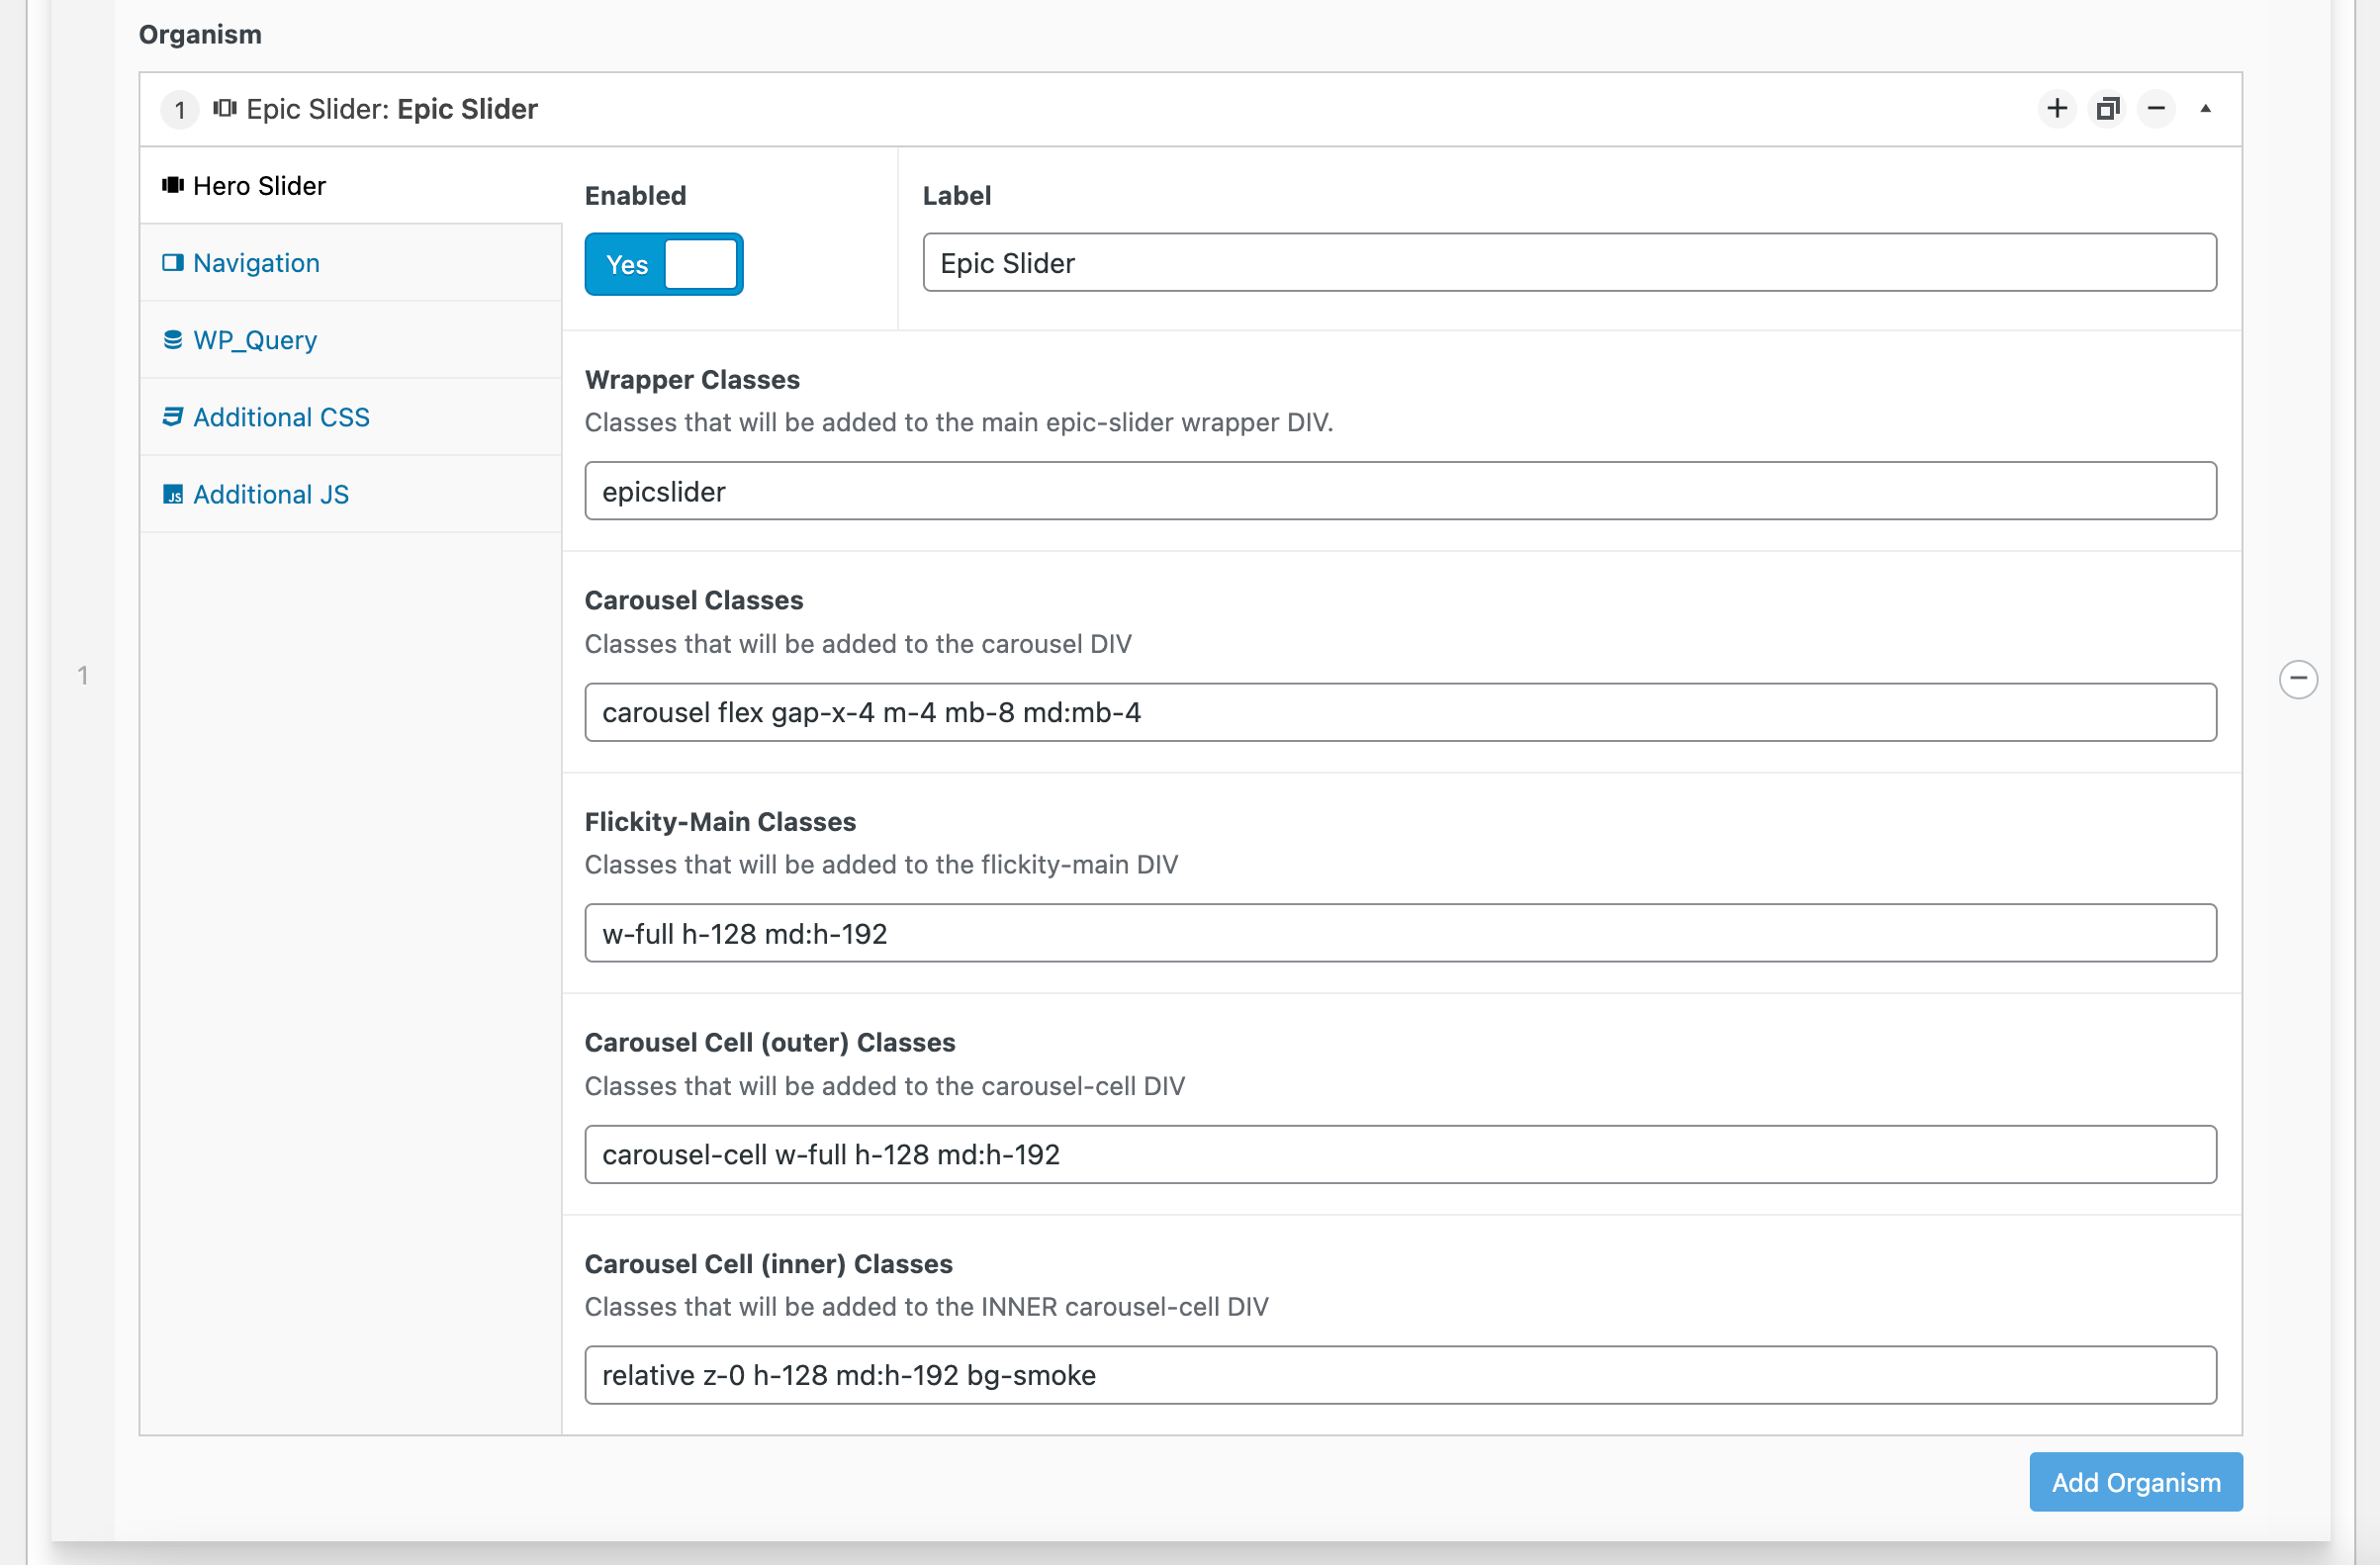 Organism
1 Epic Slider: Epic Slider
Hero Slider
Navigation
WP_Query
Additional CSS
JS Additional JS
Enabled
Yes
Label
Epic Slider
Wrapper Classes
Classes that will be added to the main epic-slider wrapper DIV.
epicslider
Carousel Classes
Classes that will be added to the carousel DIV
carousel flex gap-x-4 m-4 mb-8 md:mb-4
Flickity-Main Classes
Classes that will be added to the flickity-main DIV
w-full h-128 md:h-192
Carousel Cell (outer) Classes
Classes that will be added to the carousel-cell DIV
carousel-cell w-full h-128 md:h-192
Carousel Cell (inner) Classes
Classes that will be added to the INNER carousel-cell DIV
relative z-0 h-128 md:h-192 bg-smoke
1
Add Organism